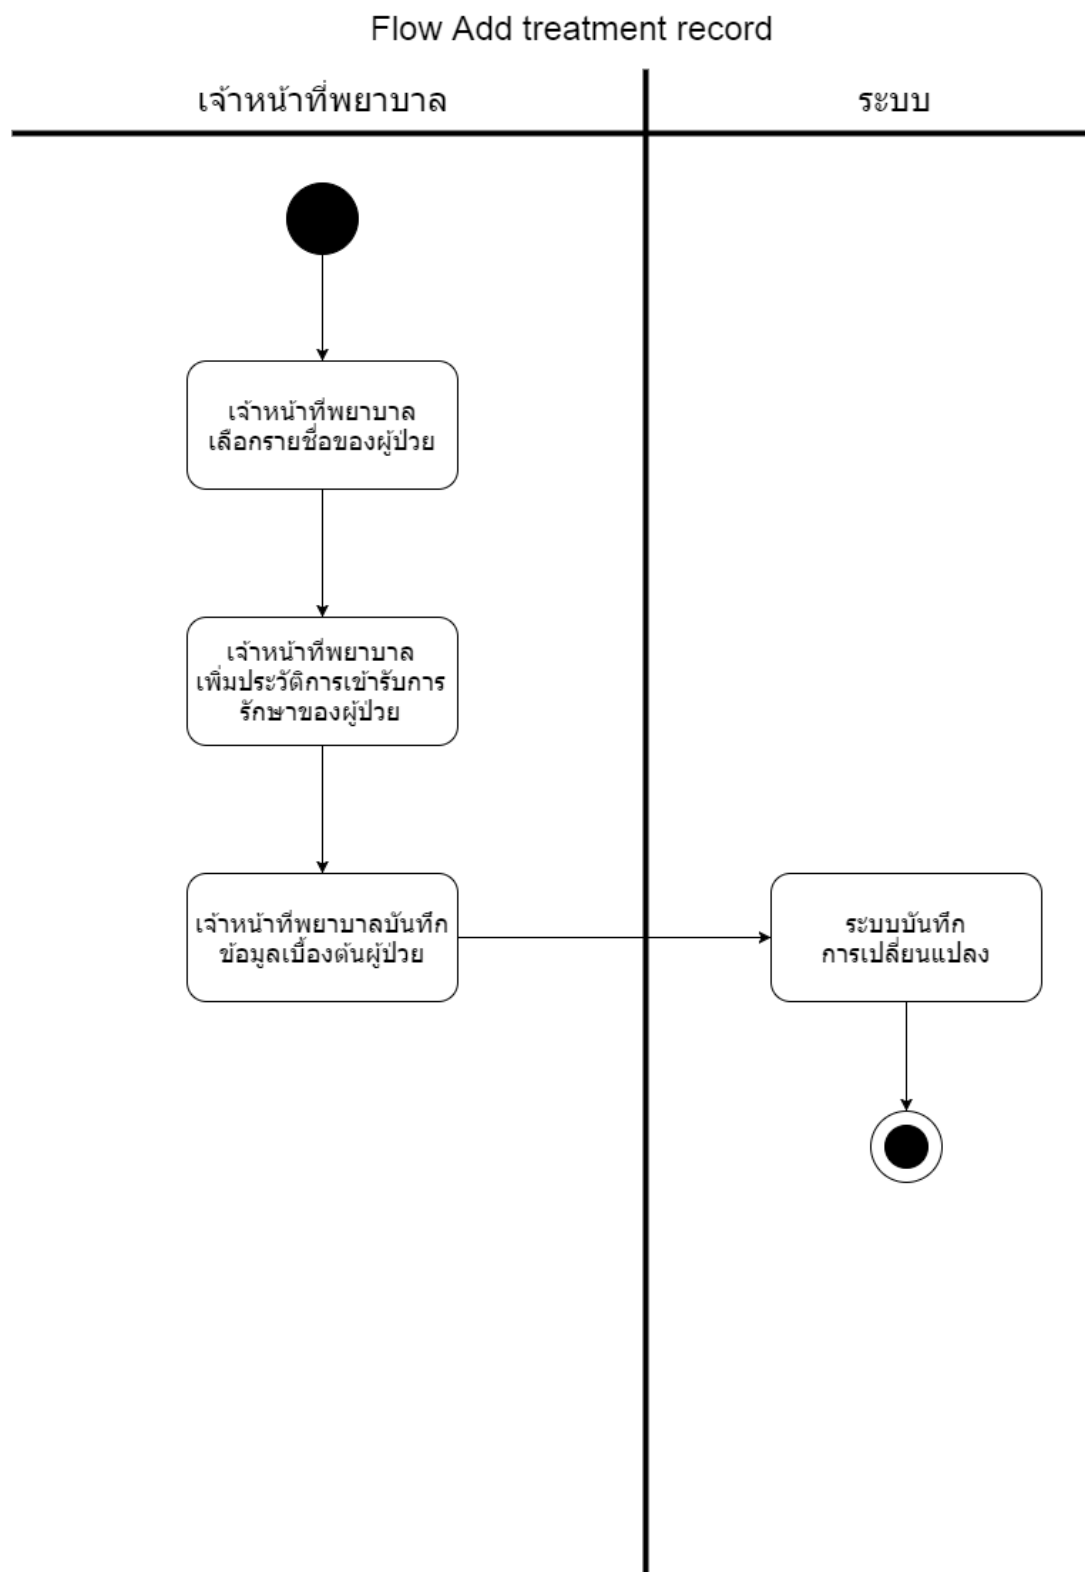 Flow Add treatment record
เจ้าหน้าที่พยาบาล
ระบบ
เจ้าหน้าที่พยาบาล
เลือกรายชื่อของผู้ป่วย
เจ้าหน้าที่พยาบาล
เพิ่มประวัติการเข้ารับการ
รักษาของผู้ป่วย
เจ้าหน้าที่พยาบาลบันทึก
ข้อมูลเบื้องต้นผู้ป่วย
ระบบบันทึก
การเปลี่ยนแปลง